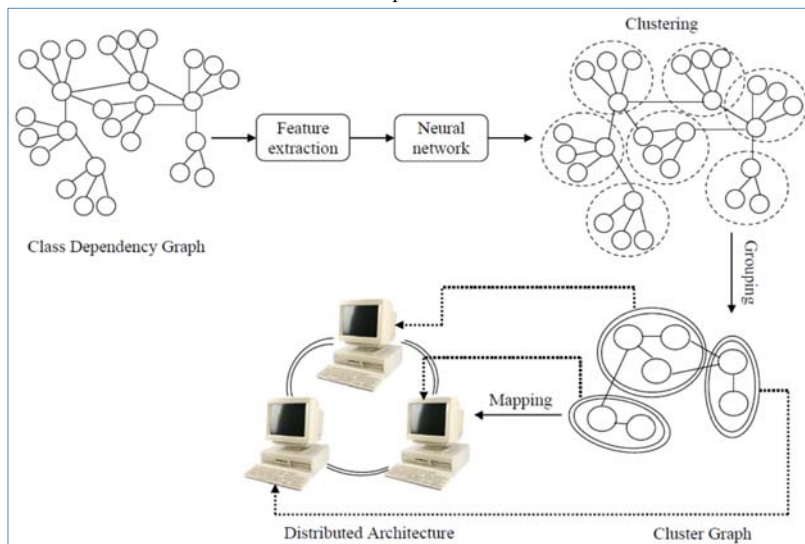 Clustering
Feature
extraction
Neural
network
Class Dependency Graph
Grouping
Mapping
Distributed Architecture
Cluster Graph